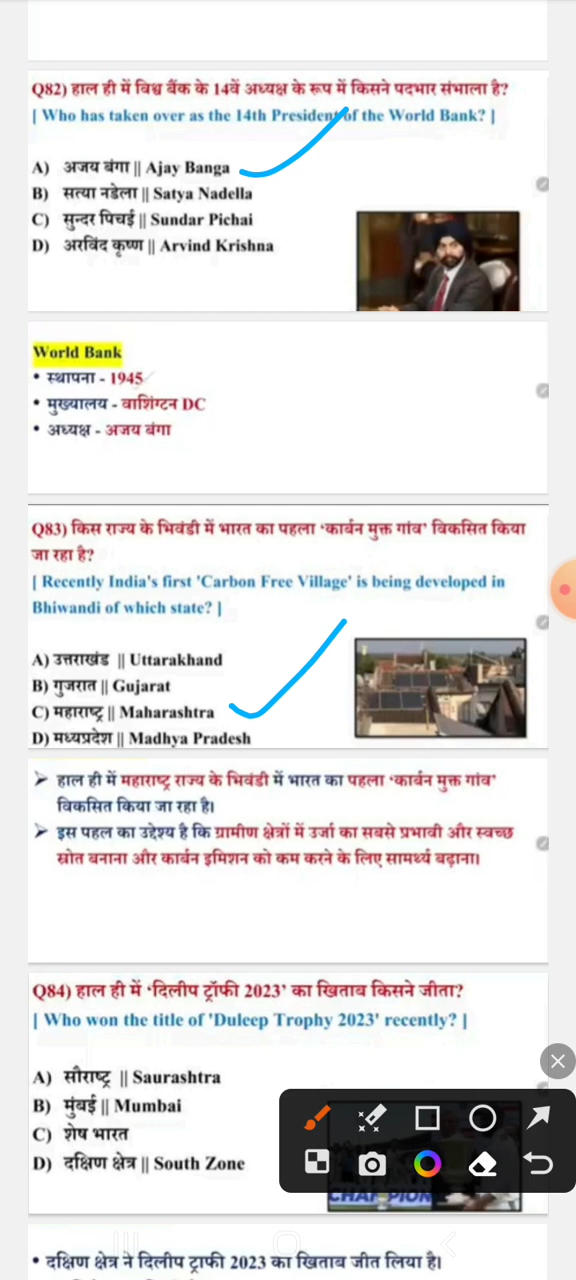 Q82) हाल ही में विश्व बैंक के 14वें अध्यक्ष के रूप में किसने पदभार संभाला है?
[ Who has taken over as the 14th President of the World Bank? ]
A) अजय बंगा || Ajay Banga
B) सत्या नडेला || Satya Nadella
C) सुन्दर पिचई || Sundar Pichai
D) अरविंद कृष्ण || Arvind Krishna
World Bank
• स्थापना - 1945
• मुख्यालय - वाशिंग्टन DC
• अध्यक्ष - अजय बंगा
Q83) किस राज्य के भिवंडी में भारत का पहला ‘कार्बन मुक्त गांव’ विकसित किया
जा रहा है?
[ Recently India's first 'Carbon Free Village' is being developed in
Bhiwandi of which state? ]
A) उत्तराखंड || Uttarakhand
B) गुजरात || Gujarat
C) महाराष्ट्र || Maharashtra
D) मध्यप्रदेश || Madhya Pradesh
➤ हाल ही में महाराष्ट्र राज्य के भिवंडी में भारत का पहला ‘कार्बन मुक्त गांव’
विकसित किया जा रहा है।
➤ इस पहल का उद्देश्य है कि ग्रामीण क्षेत्रों में उर्जा का सबसे प्रभावी और स्वच्छ
स्रोत बनाना और कार्बन इमिशन को कम करने के लिए सामर्थ्य बढ़ाना।
Q84) हाल ही में ‘दिलीप ट्रॉफी 2023’ का खिताब किसने जीता?
[ Who won the title of 'Duleep Trophy 2023' recently? ]
A) सौराष्ट्र || Saurashtra
B) मुंबई || Mumbai
C) शेष भारत
D) दक्षिण क्षेत्र || South Zone
CHAMPION
• दक्षिण क्षेत्र ने दिलीप ट्राफी 2023 का खिताब जीत लिया है।